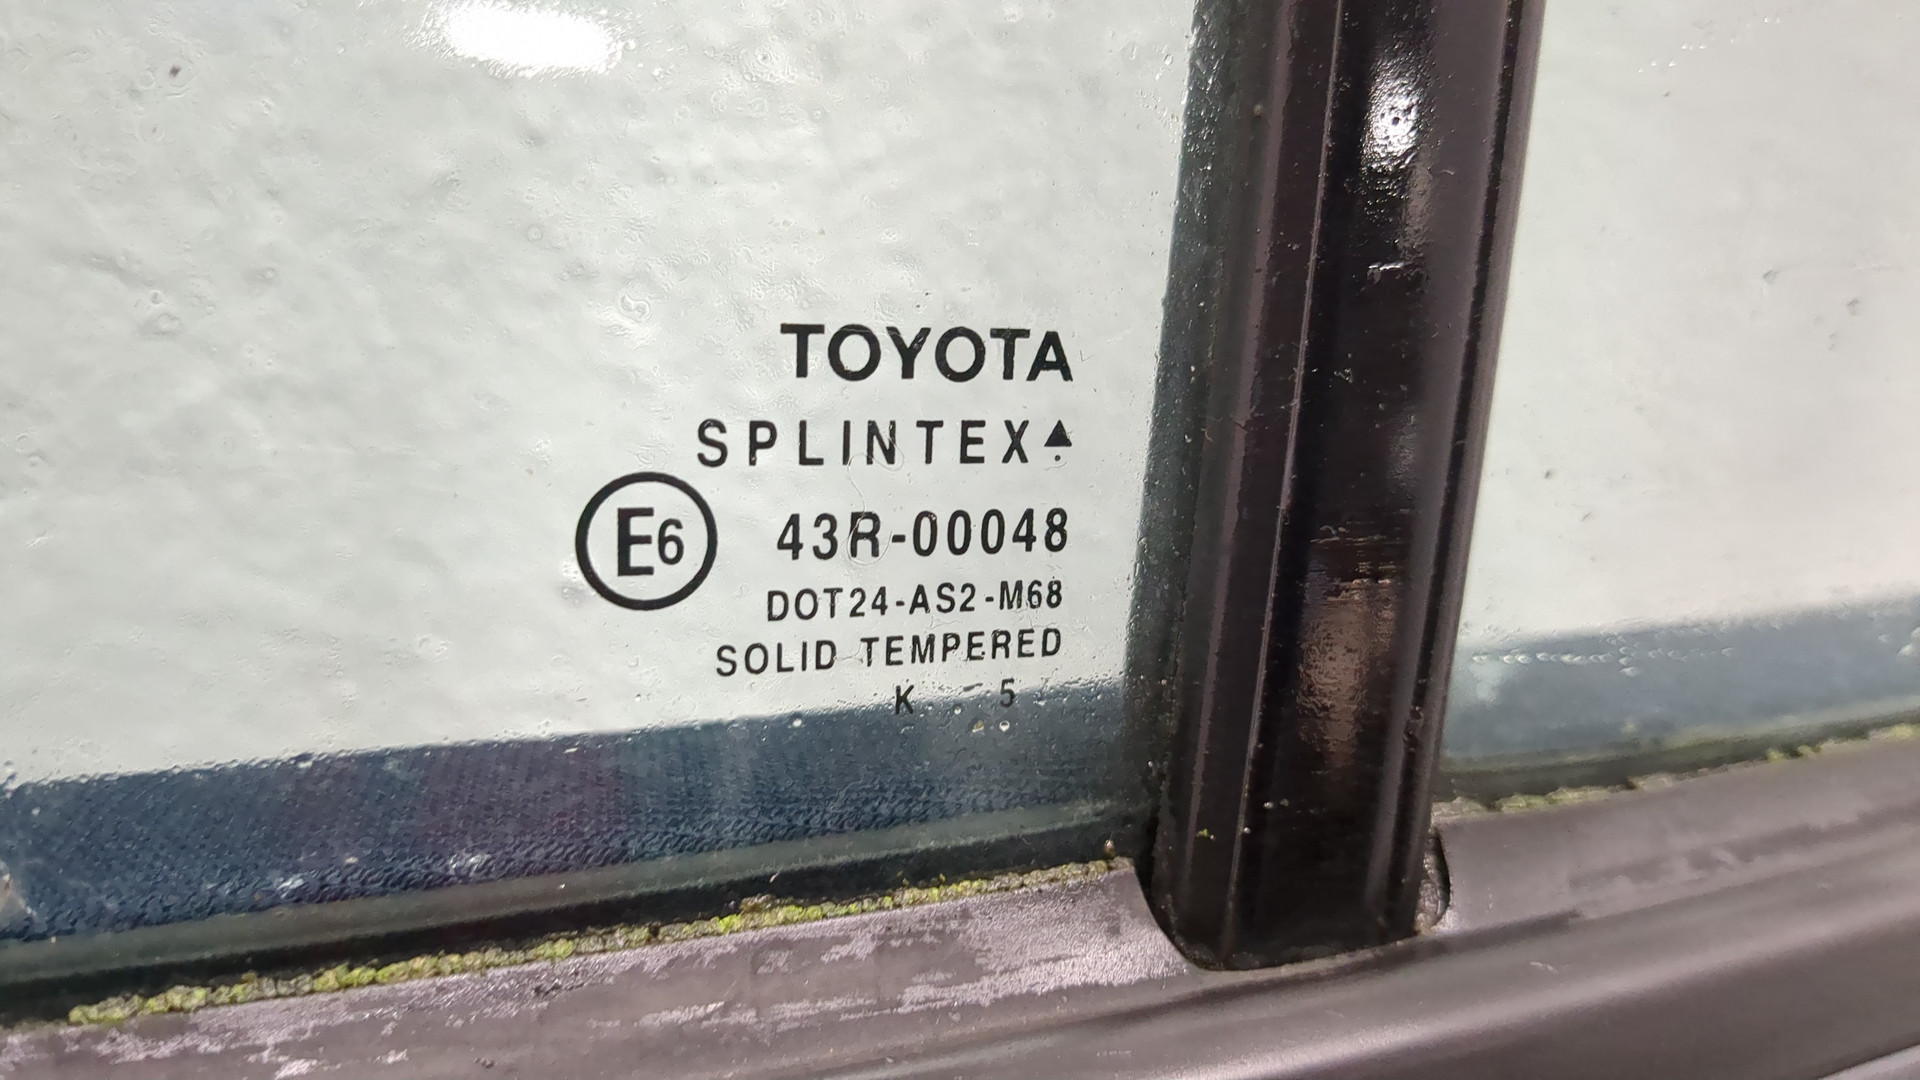 TOYOTA
SPLINTEX▲
E6 43R-00048
DOT24-AS2-M68
SOLID TEMPERED
K 5